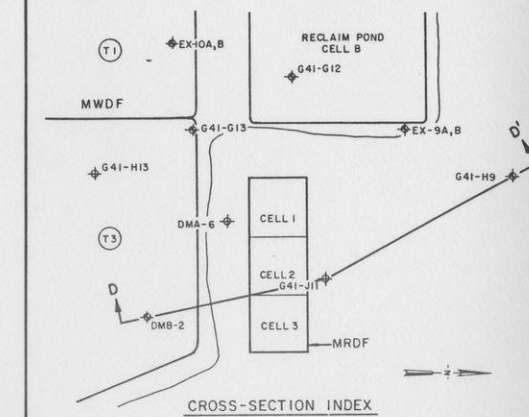 RECLAIM POND
CELL B
T1
EX-10A,B
G41-G12
MWDF
G41-G13
EX-9A,B
D'
G41-H13
G41-H9
CELL 1
DMA-6
T3
CELL 2
G41-J11
D
DMB-2
CELL 3
MRDF
CROSS-SECTION INDEX